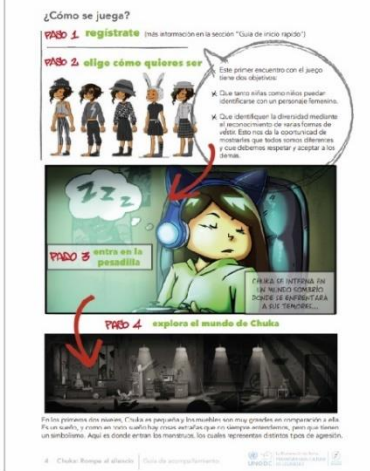 ¿Cómo se juega?
PASO 1 regístrate (más información en la sección "Guía de inicio rápido")
PASO 2 elige cómo quieres ser
Este primer encuentro con el juego
tiene dos objetivos:
× Que tanto niñas como niños puedan
identificarse con un personaje femenino.
× Que identifiquen la diversidad mediante
el reconocimiento de varias formas de
vestir. Esto nos da la oportunidad de
mostrarles que todos somos diferentes
y que debemos respetar y aceptar a los
demás.
ZZZ
PASO 3 entra en la
pesadilla
CHUKA SE INTERNA EN
UN MUNDO SOMBRÍO
DONDE SE ENFRENTARÁ
A SUS TEMORES...
PASO 4 explora el mundo de Chuka
En los primeros dos niveles, Chuka es pequeña y los muebles son muy grandes en comparación a ella.
Es un sueño, y como en todo sueño hay cosas extrañas que no siempre entendemos, pero que tienen
un simbolismo. Aquí es donde entran los monstruos, los cuales representan distintos tipos de agresión.
4 Chuka: Rompe el silencio | Guía de acompañamiento
UNODC